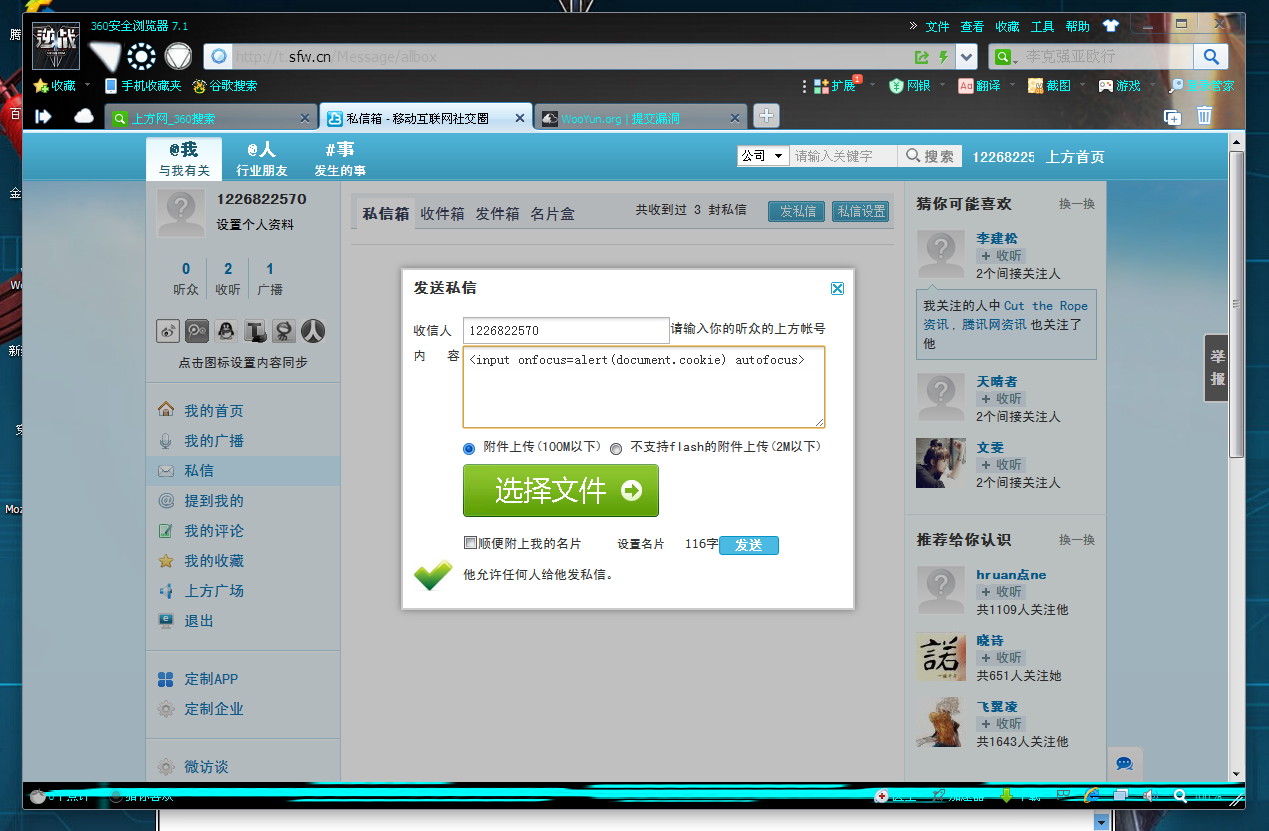 360安全浏览器 7.1
» 文件 查看 收藏 工具 帮助
逆战
http://t.sfw.cn/Message/allbox
李克强亚欧行
收藏 手机收藏夹 谷歌搜索
扩展 1 网银 Aa 翻译 截图 游戏
上方网_360搜索
私信箱 - 移动互联网社交圈
WooYun.org | 提交漏洞
@我 @人 #事
与我有关 行业朋友 发生的事
公司 请输入关键字 搜索 12268225 上方首页
1226822570
设置个人资料
0 2 1
听众 收听 广播
点击图标设置内容同步
我的首页
我的广播
私信
提到我的
我的评论
我的收藏
上方广场
退出
定制APP
定制企业
微访谈
私信箱 收件箱 发件箱 名片盒 共收到过 3 封私信 发私信 私信设置
发送私信
收信人 1226822570 请输入你的听众的上方帐号
内 容 <input onfocus=alert(document.cookie) autofocus>
附件上传(100M以下) 不支持flash的附件上传(2M以下)
选择文件
顺便附上我的名片 设置名片 116字 发送
他允许任何人给他发私信。
猜你可能喜欢 换一换
李建松
+ 收听
2个间接关注人
我关注的人中 Cut the Rope
资讯，腾讯网资讯 也关注了
他
天晴者
+ 收听
2个间接关注人
文雯
+ 收听
2个间接关注人
推荐给你认识 换一换
hruan点ne
+ 收听
共1109人关注他
晓诗
+ 收听
共651人关注她
諾
飞翼凌
+ 收听
共1643人关注他
举
报